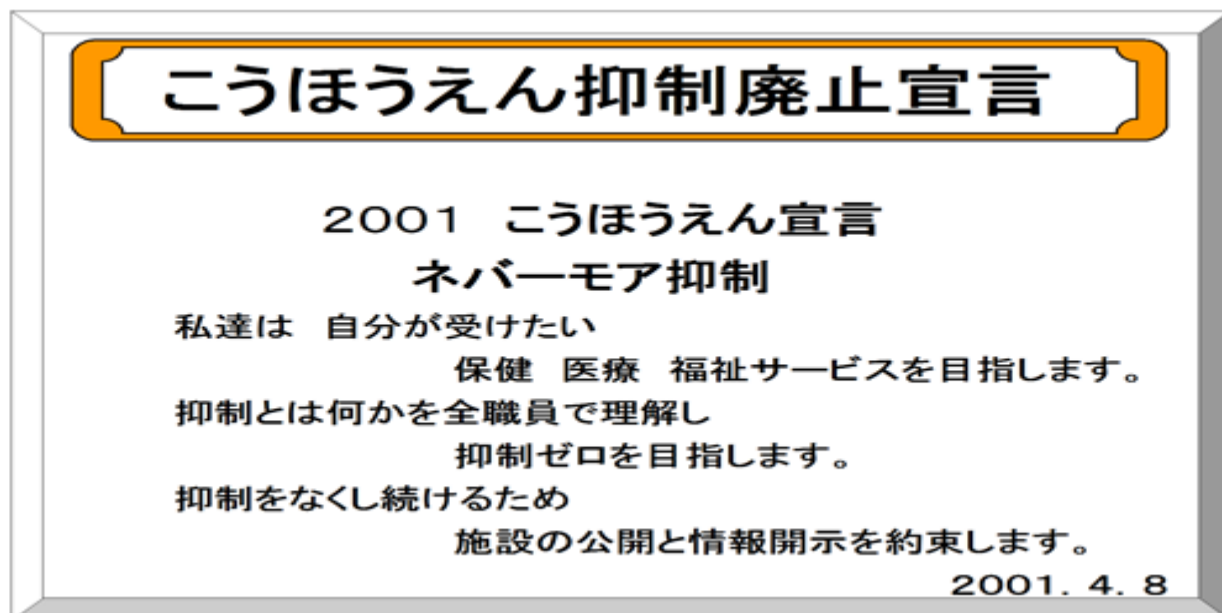 こうほうえん抑制廃止宣言
2001　こうほうえん宣言
ネバーモア抑制
私達は　自分が受けたい
保健　医療　福祉サービスを目指します。
抑制とは何かを全職員で理解し
抑制ゼロを目指します。
抑制をなくし続けるため
施設の公開と情報開示を約束します。
2001. 4. 8